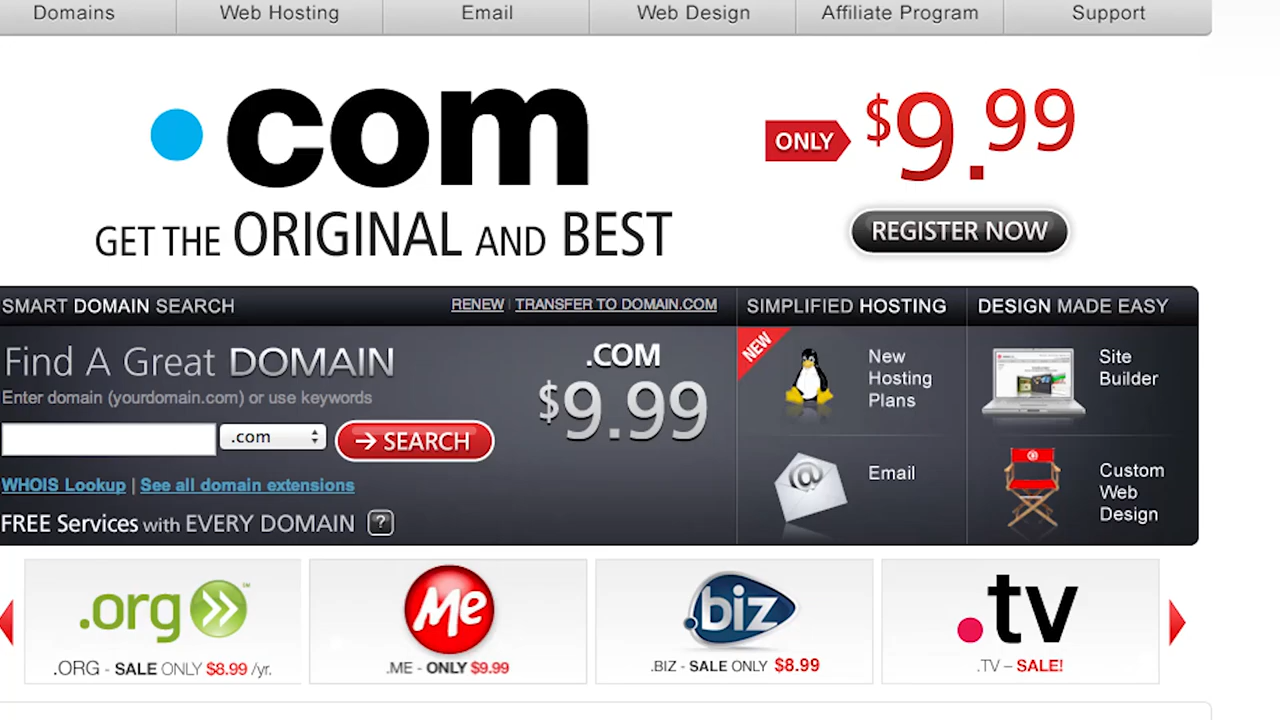 Domains
Web Hosting
Email
Web Design
Affiliate Program
Support
.com
ONLY
$9.99
GET THE ORIGINAL AND BEST
REGISTER NOW
SMART DOMAIN SEARCH
RENEW | TRANSFER TO DOMAIN.COM
SIMPLIFIED HOSTING
DESIGN MADE EASY
Find A Great DOMAIN
Enter domain (yourdomain.com) or use keywords
.com
SEARCH
WHOIS Lookup | See all domain extensions
FREE Services with EVERY DOMAIN ?
.COM
$9.99
NEW
New
Hosting
Plans
@
Email
Site
Builder
Custom
Web
Design
.org
.ORG - SALE ONLY $8.99 /yr.
Me
.ME - ONLY $9.99
.biz
.BIZ - SALE ONLY $8.99
.tv
.TV – SALE!